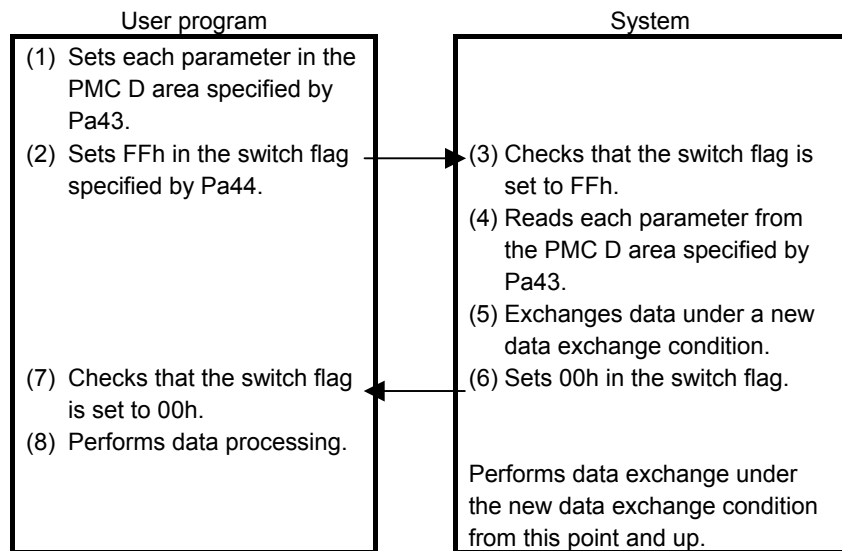 User program
(1) Sets each parameter in the
PMC D area specified by
Pa43.
(2) Sets FFh in the switch flag
specified by Pa44.
(7) Checks that the switch flag
is set to 00h.
(8) Performs data processing.
System
(3) Checks that the switch flag is
set to FFh.
(4) Reads each parameter from
the PMC D area specified by
Pa43.
(5) Exchanges data under a new
data exchange condition.
(6) Sets 00h in the switch flag.
Performs data exchange under
the new data exchange condition
from this point and up.